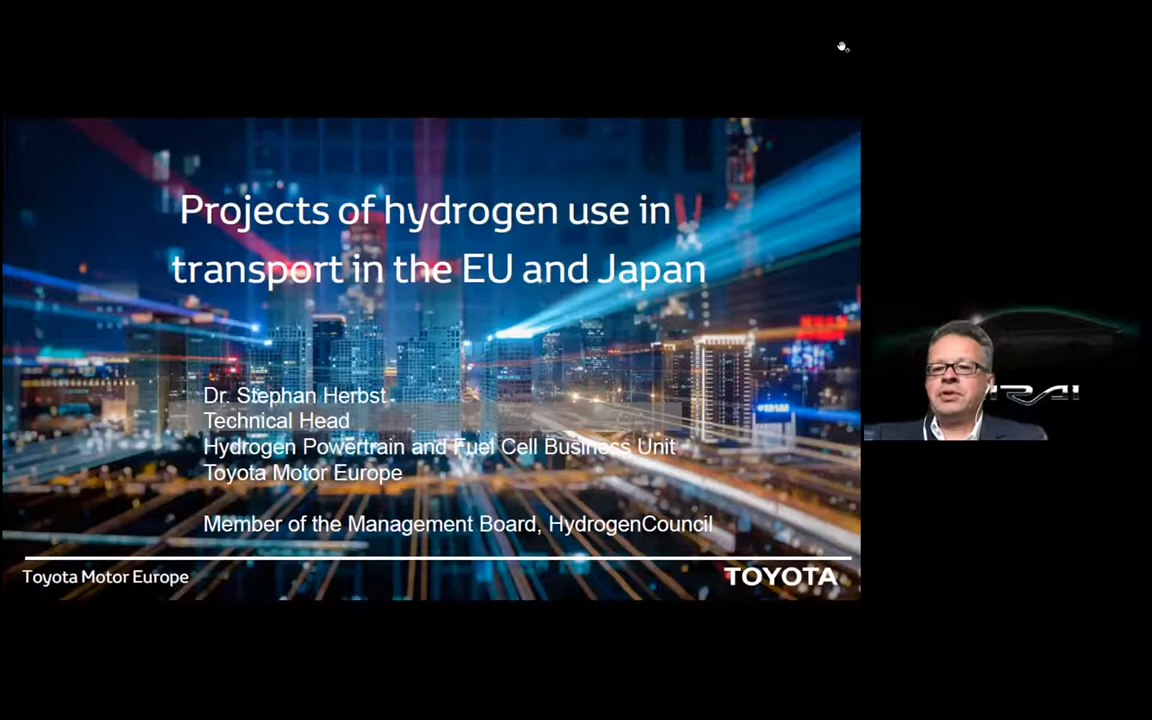 Projects of hydrogen use in
transport in the EU and Japan
Dr. Stephan Herbst
Technical Head
Hydrogen Powertrain and Fuel Cell Business Unit
Toyota Motor Europe
Member of the Management Board, HydrogenCouncil
Toyota Motor Europe
TOYOTA